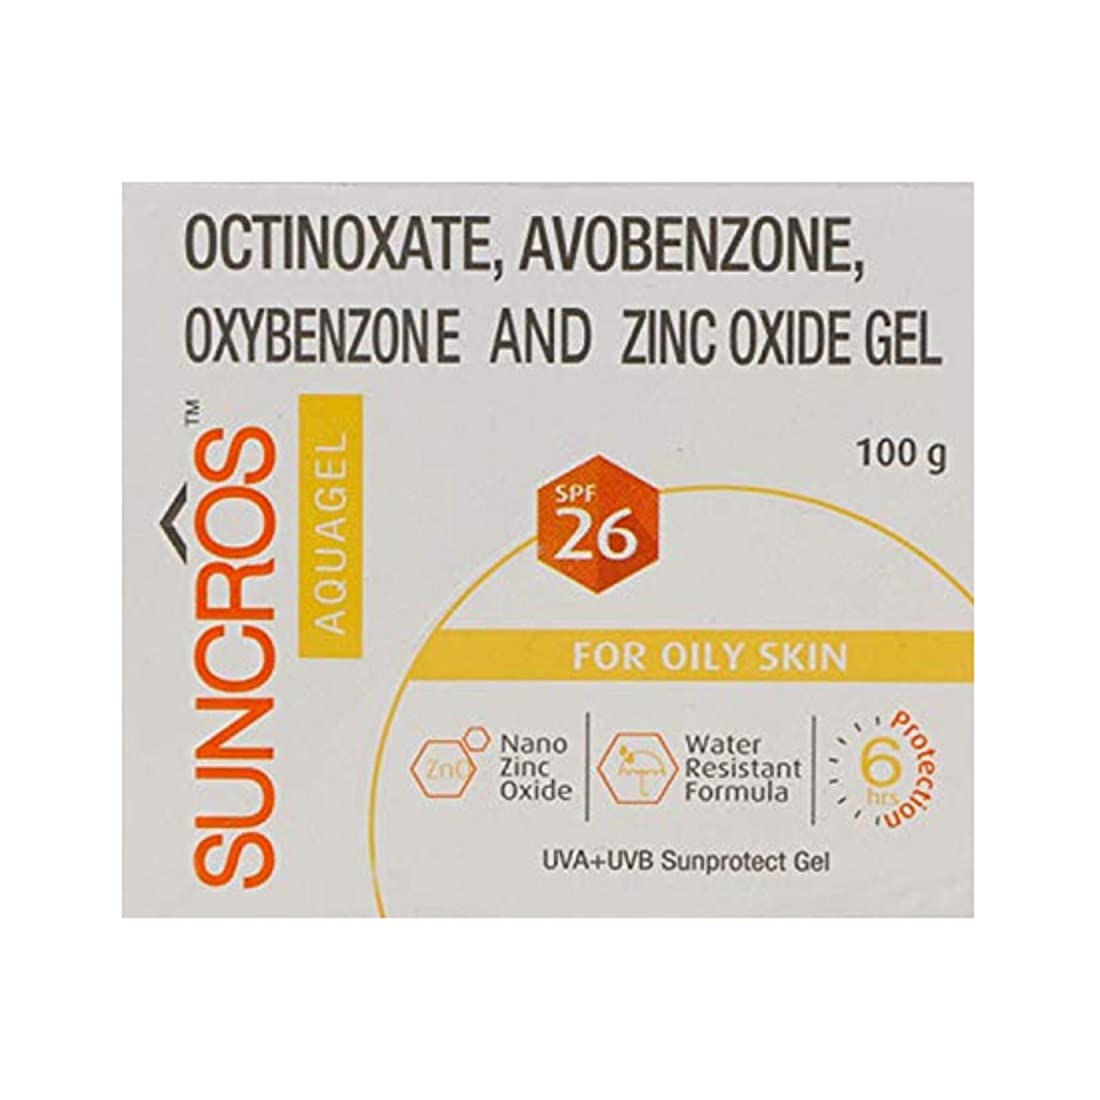 OCTINOXATE, AVOBENZONE,
OXYBENZONE AND ZINC OXIDE GEL
SUNCROS™
AQUAGEL
100 g
SPF
26
FOR OILY SKIN
ZnO
Nano
Zinc
Oxide
Water
Resistant
Formula
6
hrs
Protection
UVA+UVB Sunprotect Gel